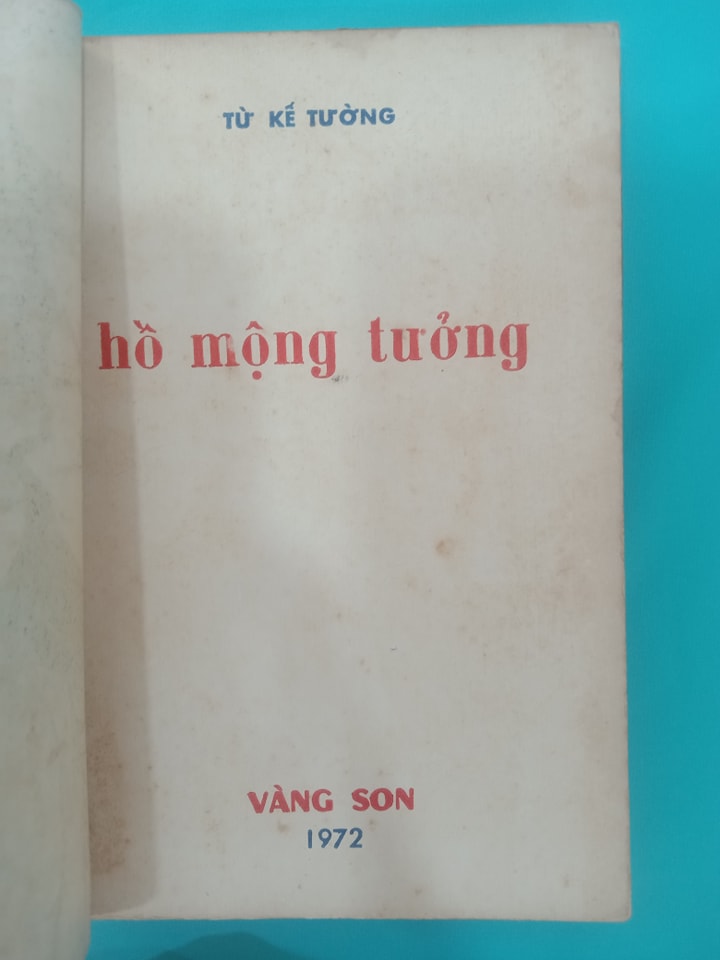 TỪ KẾ TƯỜNG
hồ mộng tưởng
VÀNG SON
1972